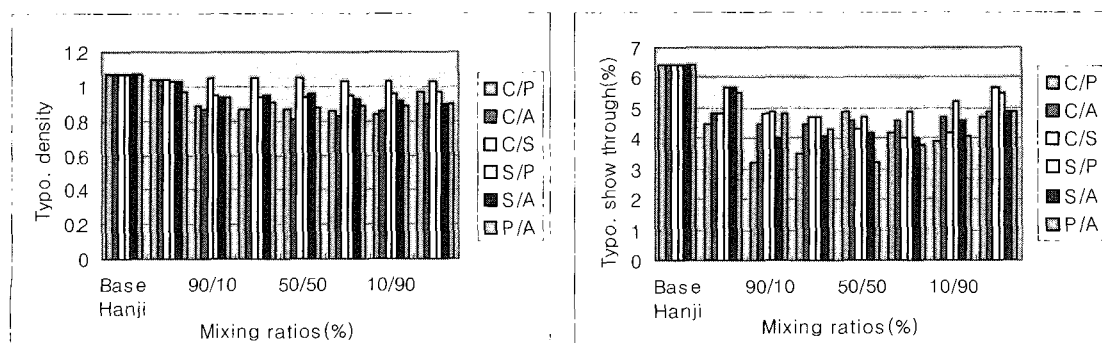 1.2
1
0.8
0.6
0.4
0.2
0
Typo. density
Base Hanji
90/10
50/50
10/90
Mixing ratios(%)
C/P
C/A
C/S
S/P
S/A
P/A
7
6
5
4
3
2
1
0
Typo. show through(%)
Base Hanji
90/10
50/50
10/90
Mixing ratios(%)
C/P
C/A
C/S
S/P
S/A
P/A